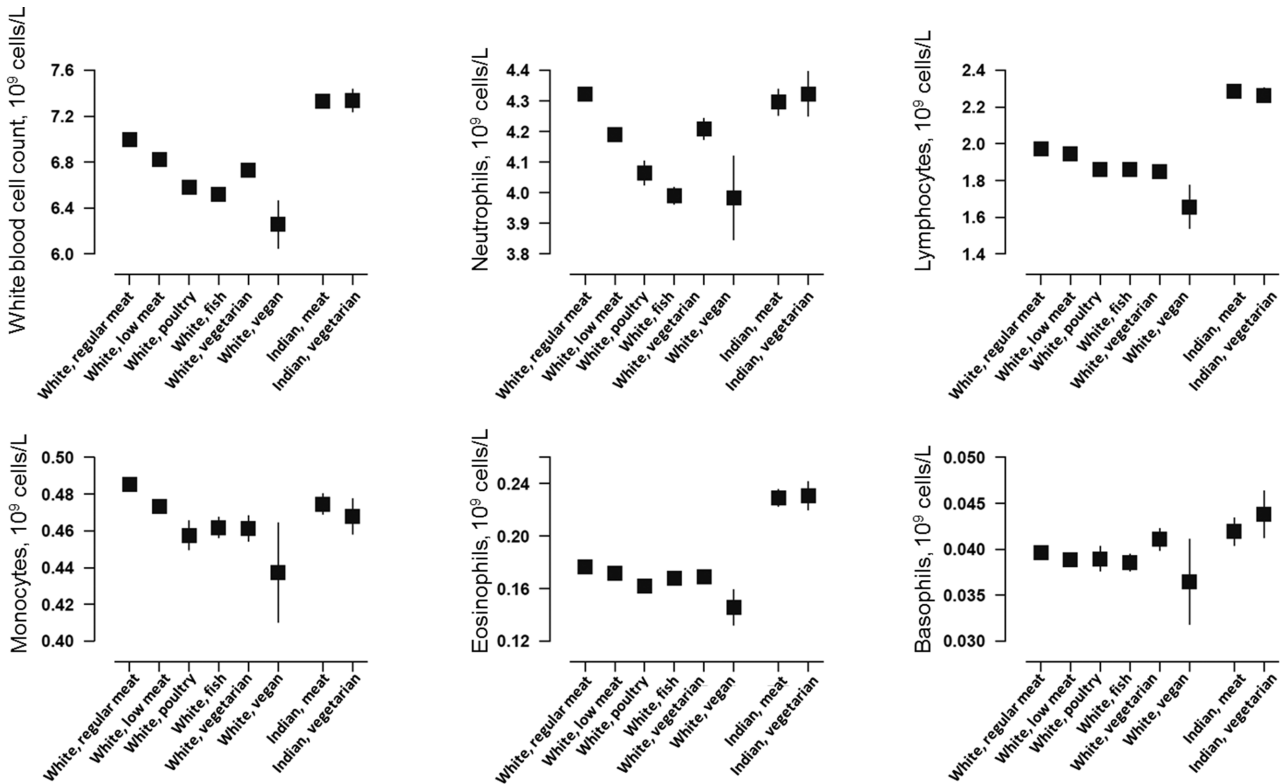 White blood cell count, 10⁹ cells/L
7.6
7.2
6.8
6.4
6.0
White, regular meat
White, low meat
White, poultry
White, fish
White, vegetarian
White, vegan
Indian, meat
Indian, vegetarian
Neutrophils, 10⁹ cells/L
4.4
4.3
4.2
4.1
4.0
3.9
3.8
White, regular meat
White, low meat
White, poultry
White, fish
White, vegetarian
White, vegan
Indian, meat
Indian, vegetarian
Lymphocytes, 10⁹ cells/L
2.4
2.2
2.0
1.8
1.6
1.4
White, regular meat
White, low meat
White, poultry
White, fish
White, vegetarian
White, vegan
Indian, meat
Indian, vegetarian
Monocytes, 10⁹ cells/L
0.50
0.48
0.46
0.44
0.42
0.40
White, regular meat
White, low meat
White, poultry
White, fish
White, vegetarian
White, vegan
Indian, meat
Indian, vegetarian
Eosinophils, 10⁹ cells/L
0.24
0.20
0.16
0.12
White, regular meat
White, low meat
White, poultry
White, fish
White, vegetarian
White, vegan
Indian, meat
Indian, vegetarian
Basophils, 10⁹ cells/L
0.050
0.045
0.040
0.035
0.030
White, regular meat
White, low meat
White, poultry
White, fish
White, vegetarian
White, vegan
Indian, meat
Indian, vegetarian